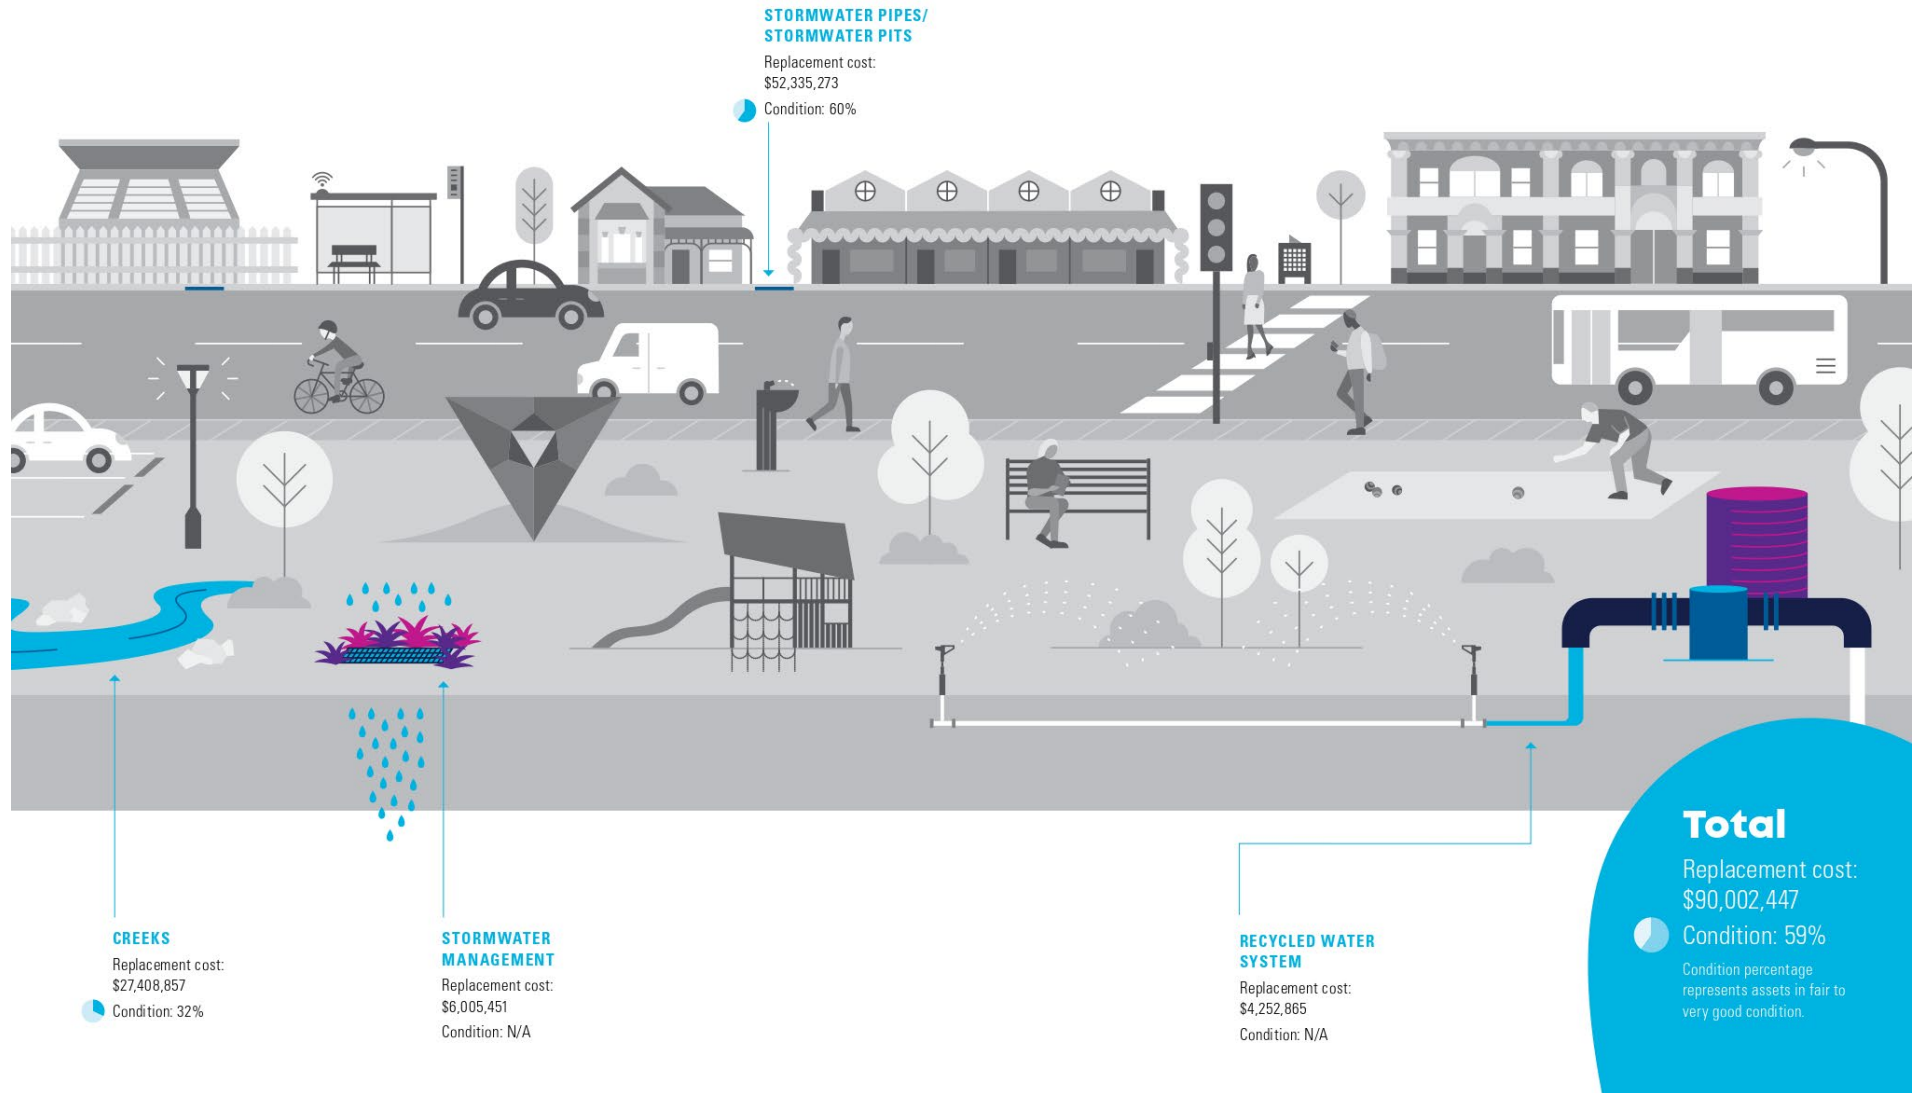 STORMWATER PIPES/
STORMWATER PITS
Replacement cost:
$52,335,273
Condition: 60%
CREEKS
Replacement cost:
$27,408,857
Condition: 32%
STORMWATER
MANAGEMENT
Replacement cost:
$6,005,451
Condition: N/A
RECYCLED WATER
SYSTEM
Replacement cost:
$4,252,865
Condition: N/A
Total
Replacement cost:
$90,002,447
Condition: 59%
Condition percentage
represents assets in fair to
very good condition.